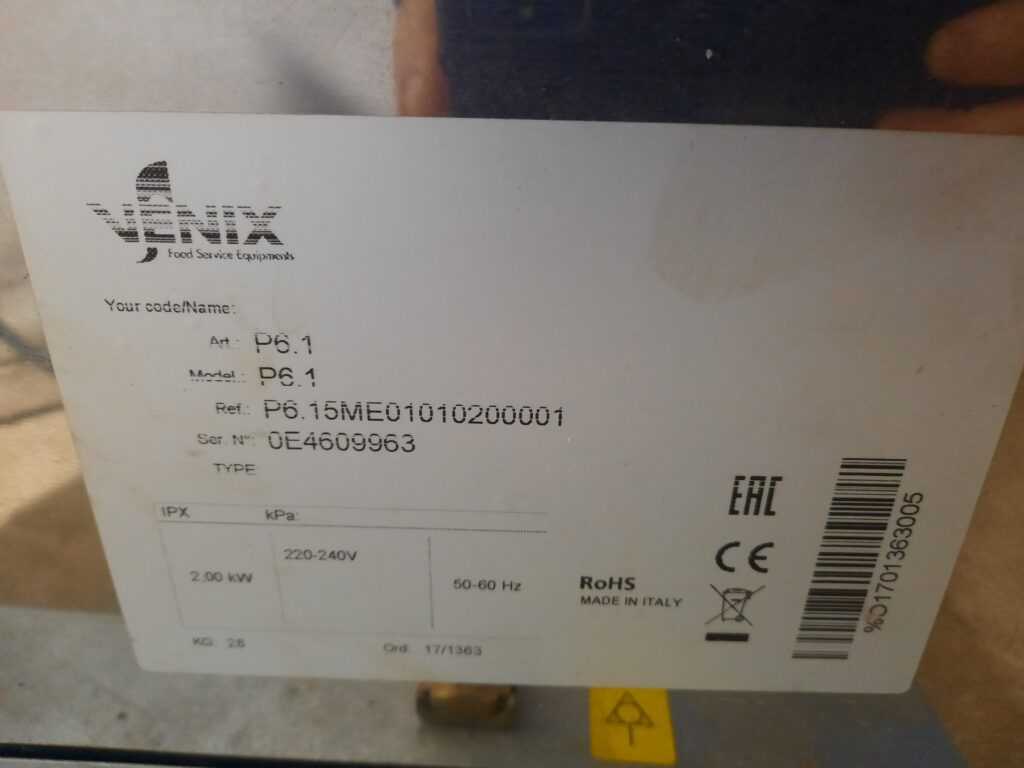 VENIX
Food Service Equipments
Your code/Name:
Art.: P6.1
Model.: P6.1
Ref.: P6.15ME01010200001
Ser. N°: 0E4609963
TYPE
IPX kPa:
2,00 kW 220-240V 50-60 Hz
KG: 28 Ord: 17/1363
EAC
CE
RoHS
MADE IN ITALY
%O1701363005